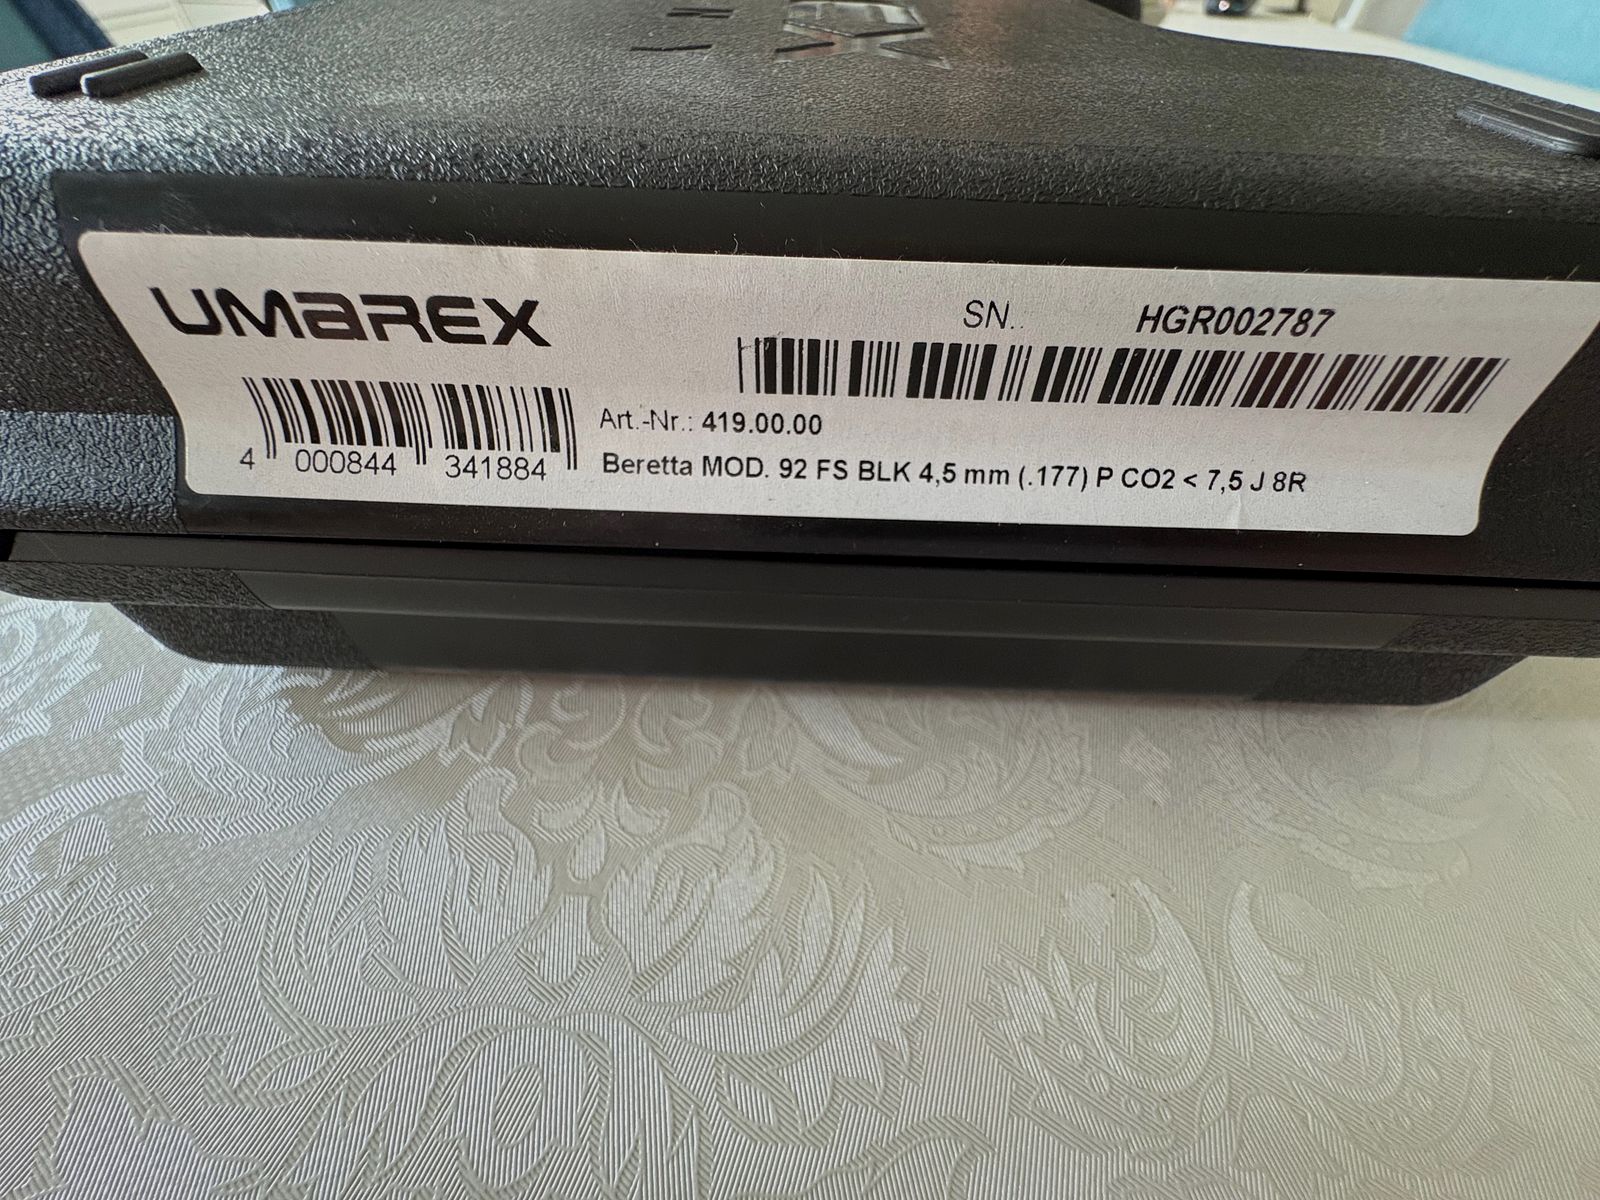 UMAREX
SN.:
HGR002787
Art.-Nr.: 419.00.00
4 000844 341884
Beretta MOD. 92 FS BLK 4,5 mm (.177) P CO2 < 7,5 J 8R